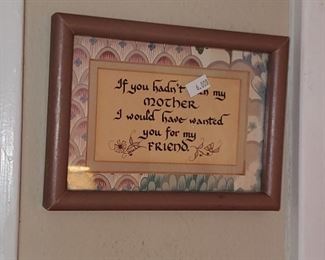 If you hadn't my
MOTHER
I would have wanted
you for my
FRIEND.